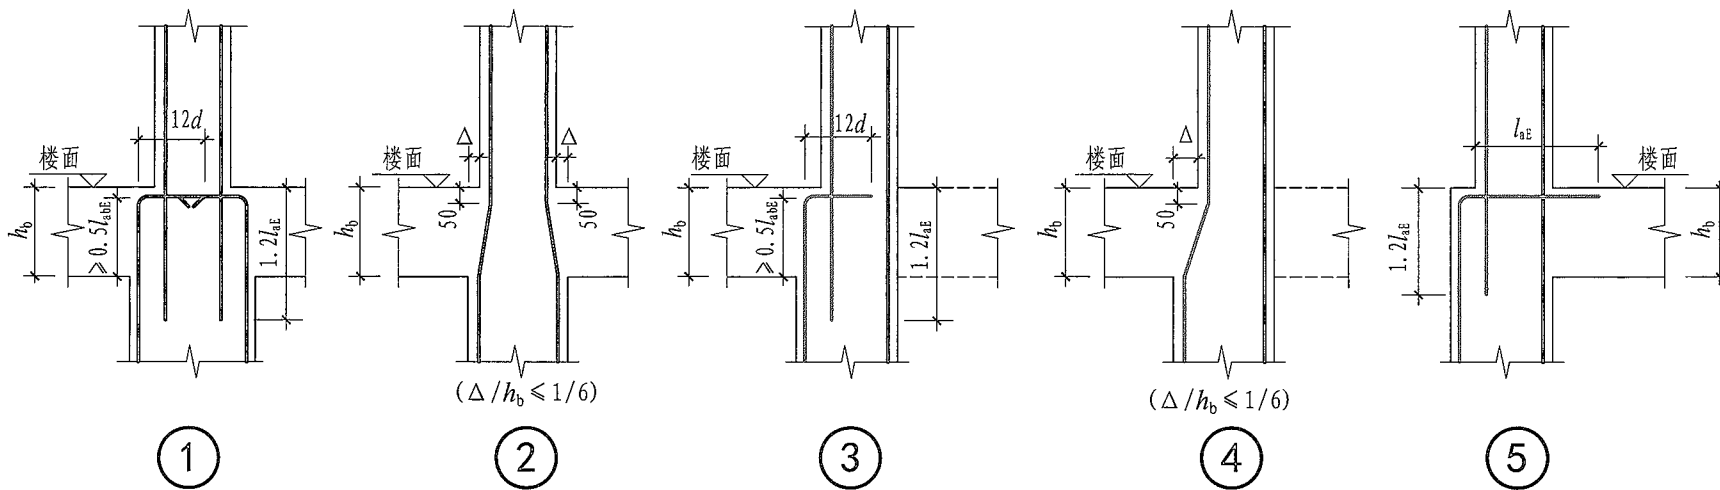 12d
楼面
h_b
≥0.5l_abE
1.2l_aE
①
Δ
Δ
楼面
50
50
h_b
(Δ/h_b≤1/6)
②
12d
楼面
h_b
≥0.5l_abE
1.2l_aE
③
Δ
楼面
50
h_b
(Δ/h_b≤1/6)
④
l_aE
楼面
1.2l_aE
h_b
⑤